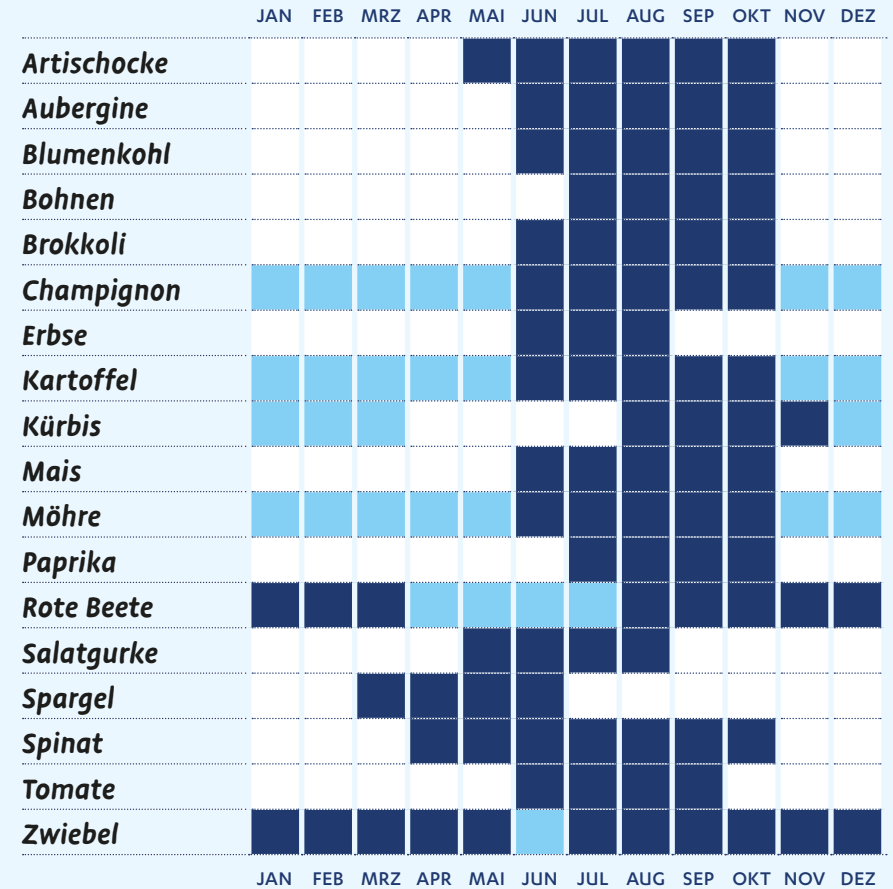 JAN FEB MRZ APR MAI JUN JUL AUG SEP OKT NOV DEZ
Artischocke
Aubergine
Blumenkohl
Bohnen
Brokkoli
Champignon
Erbse
Kartoffel
Kürbis
Mais
Möhre
Paprika
Rote Beete
Salatgurke
Spargel
Spinat
Tomate
Zwiebel
JAN FEB MRZ APR MAI JUN JUL AUG SEP OKT NOV DEZ